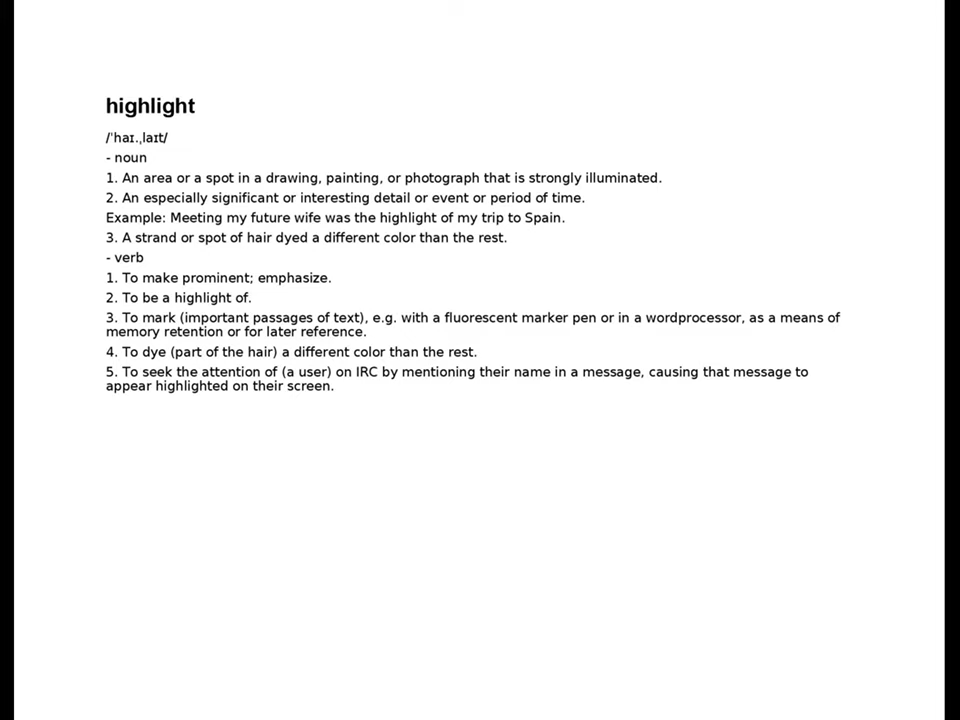 highlight
/ˈhaɪ.ˌlaɪt/
- noun
1. An area or a spot in a drawing, painting, or photograph that is strongly illuminated.
2. An especially significant or interesting detail or event or period of time.
Example: Meeting my future wife was the highlight of my trip to Spain.
3. A strand or spot of hair dyed a different color than the rest.
- verb
1. To make prominent; emphasize.
2. To be a highlight of.
3. To mark (important passages of text), e.g. with a fluorescent marker pen or in a wordprocessor, as a means of
memory retention or for later reference.
4. To dye (part of the hair) a different color than the rest.
5. To seek the attention of (a user) on IRC by mentioning their name in a message, causing that message to
appear highlighted on their screen.